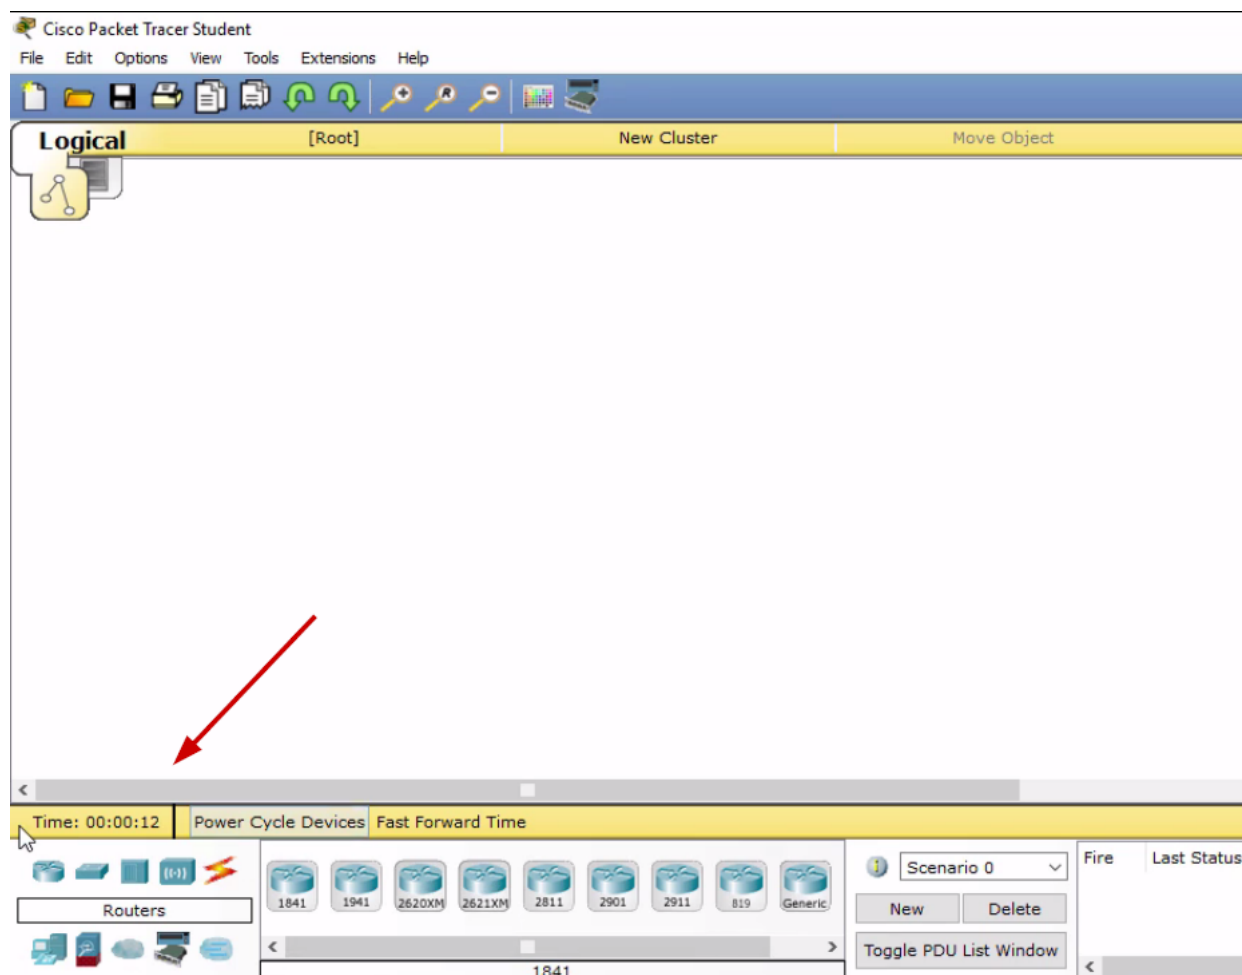 Cisco Packet Tracer Student
File Edit Options View Tools Extensions Help
Logical [Root] New Cluster Move Object
Time: 00:00:12 Power Cycle Devices Fast Forward Time
Scenario 0 Fire Last Status
1841 1941 2620XM 2621XM 2811 2901 2911 819 Generic
Routers New Delete
Toggle PDU List Window
1841